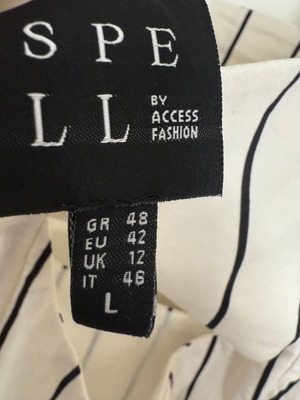 SPE
LL
BY
ACCESS
FASHION
GR 48
EU 42
UK 12
IT 46
L